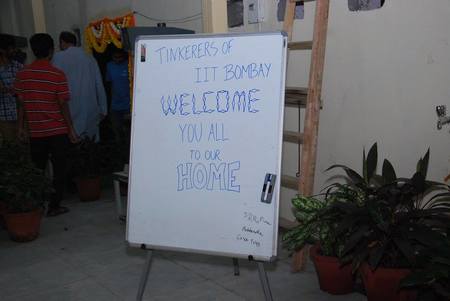 TINKERERS OF
IIT BOMBAY
WELCOME
YOU ALL
TO OUR
HOME